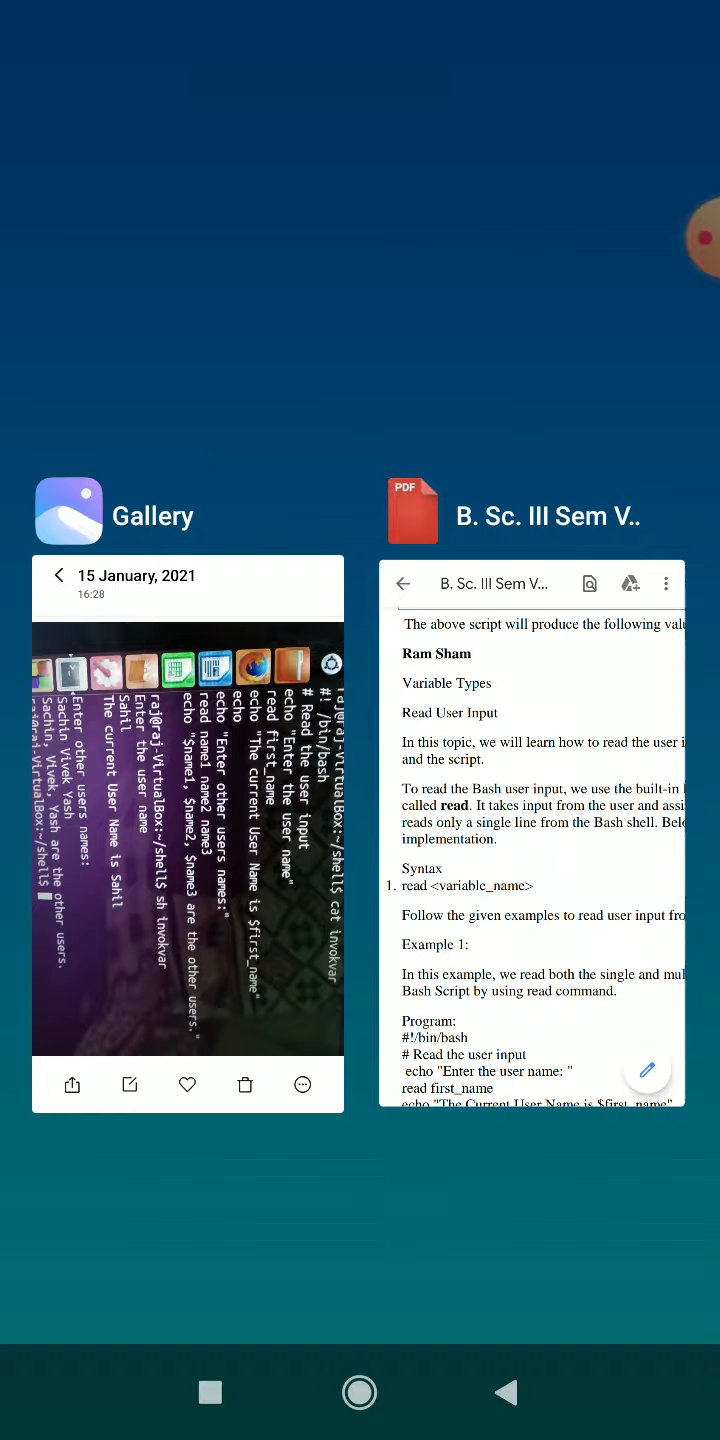 Gallery
15 January, 2021
16:28
raj@raj-VirtualBox:~/shell$ cat invokvar
#! /bin/bash
# Read the user input
echo "Enter the user name"
read first_name
echo "The current User Name is $first_name"
echo
echo "Enter other users names:"
read name1 name2 name3
echo "$name1, $name2, $name3 are the other users."
raj@raj-VirtualBox:~/shell$ sh invokvar
Enter the user name
Sahil
The current User Name is Sahil
Enter other users names:
Sachin Vivek Yash
Sachin, Vivek, Yash are the other users.
raj@raj-VirtualBox:~/shell$
PDF
B. Sc. III Sem V..
B. Sc. III Sem V...
The above script will produce the following valu
Ram Sham
Variable Types
Read User Input
In this topic, we will learn how to read the user i
and the script.
To read the Bash user input, we use the built-in
called read. It takes input from the user and assi
reads only a single line from the Bash shell. Belo
implementation.
Syntax
1. read <variable_name>
Follow the given examples to read user input fro
Example 1:
In this example, we read both the single and mul
Bash Script by using read command.
Program:
#!/bin/bash
# Read the user input
echo "Enter the user name: "
read first_name
echo "The Current User Name is $first_name"